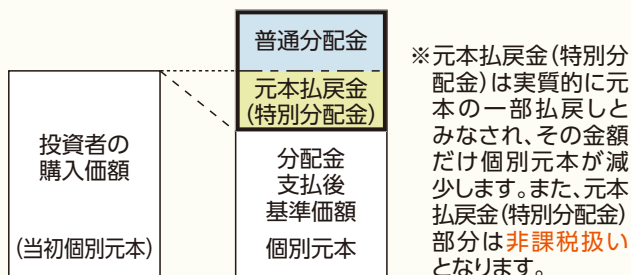 投資者の
購入価額
(当初個別元本)
普通分配金
元本払戻金
(特別分配金)
分配金
支払後
基準価額
個別元本
※元本払戻金(特別分
配金)は実質的に元
本の一部払戻しと
みなされ、その金額
だけ個別元本が減
少します。また、元本
払戻金(特別分配金)
部分は非課税扱い
となります。